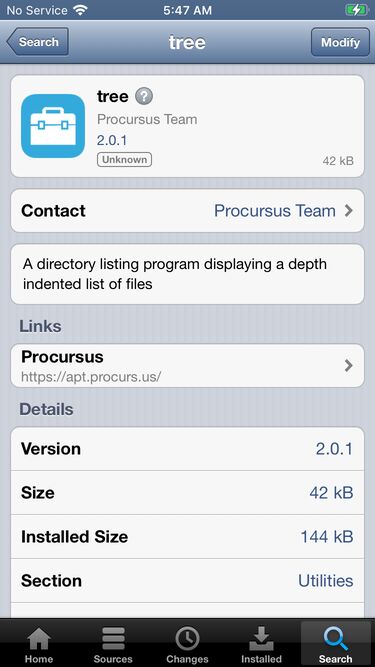 No Service 5:47 AM
Search tree Modify
tree ?
Procursus Team
2.0.1
Unknown 42 kB
Contact Procursus Team
A directory listing program displaying a depth
indented list of files
Links
Procursus
https://apt.procurs.us/
Details
Version 2.0.1
Size 42 kB
Installed Size 144 kB
Section Utilities
Home Sources Changes Installed Search